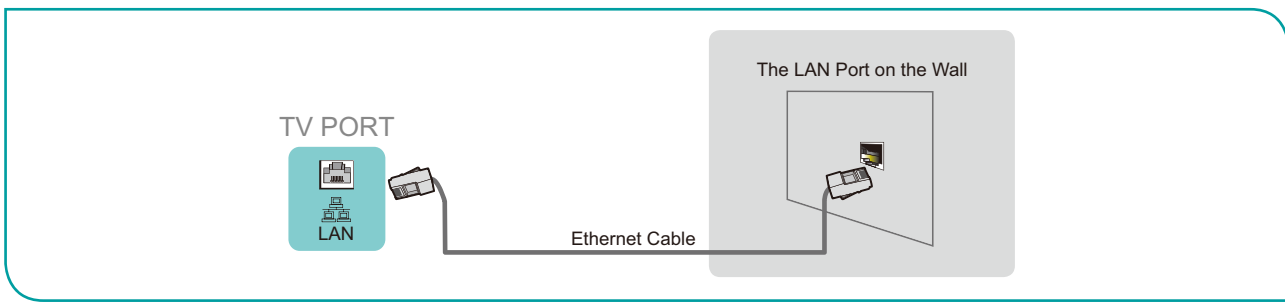 The LAN Port on the Wall
TV PORT
LAN
Ethernet Cable